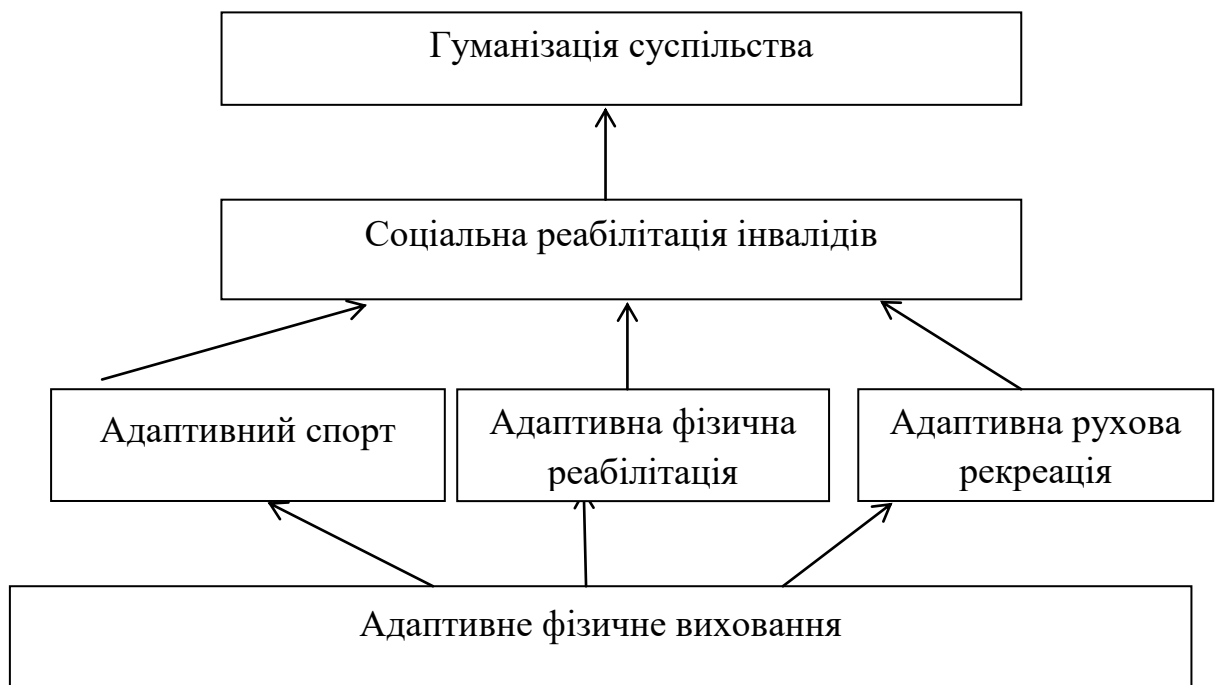 Гуманізація суспільства
Соціальна реабілітація інвалідів
Адаптивний спорт
Адаптивна фізична
реабілітація
Адаптивна рухова
рекреація
Адаптивне фізичне виховання